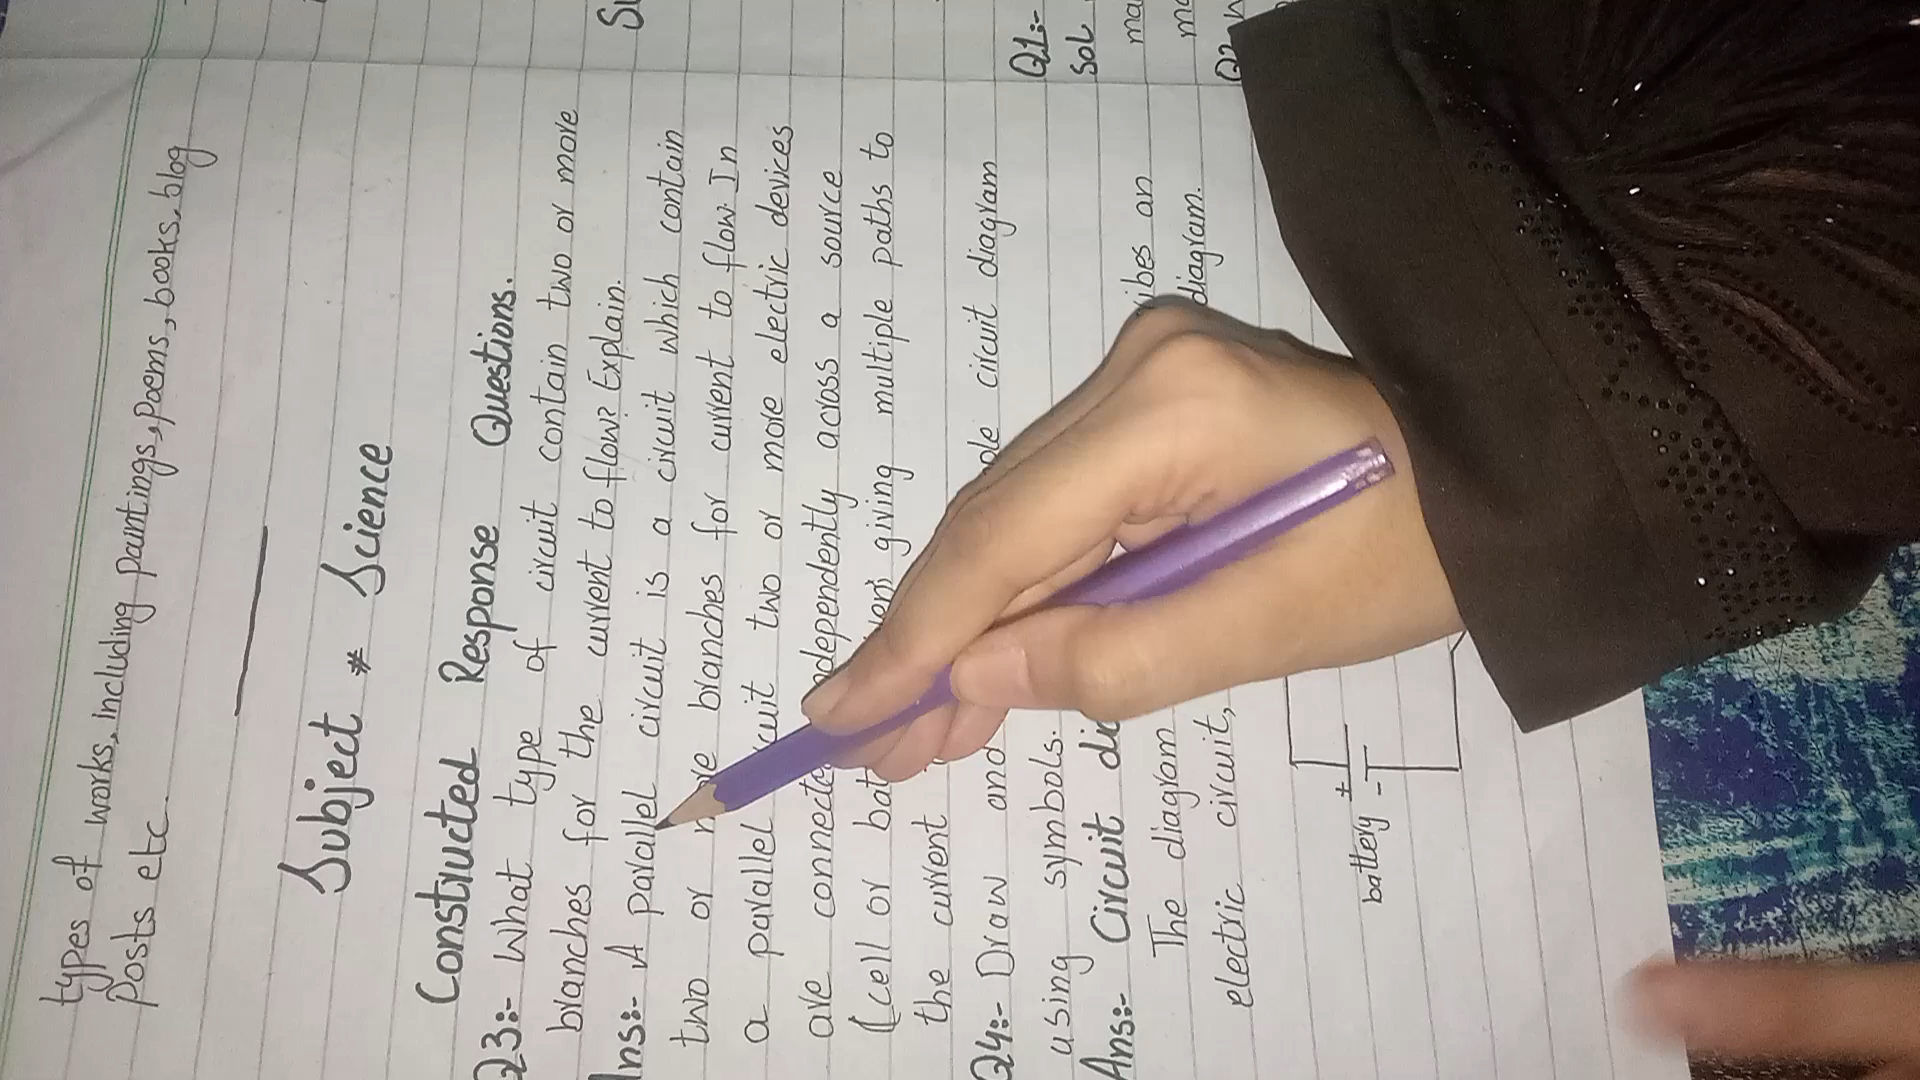 types of works, including paintings, poems, books, blog
Posts etc
Subject * Science
Constructed Response Questions.
Q3:- What type of circuit contain two or more
branches for the current to flow? Explain.
Ans:- A parallel circuit is a circuit which contain
two or more branches for current to flow. In
a parallel two or more electric devices
are connected independently across a source
(cell or giving multiple paths to
the current
Q4:- Draw and circuit diagram
using symbols.
Ans:- Circuit
The diagram an
electric circuit, diagram.
battery + -
Q1:-
Sol